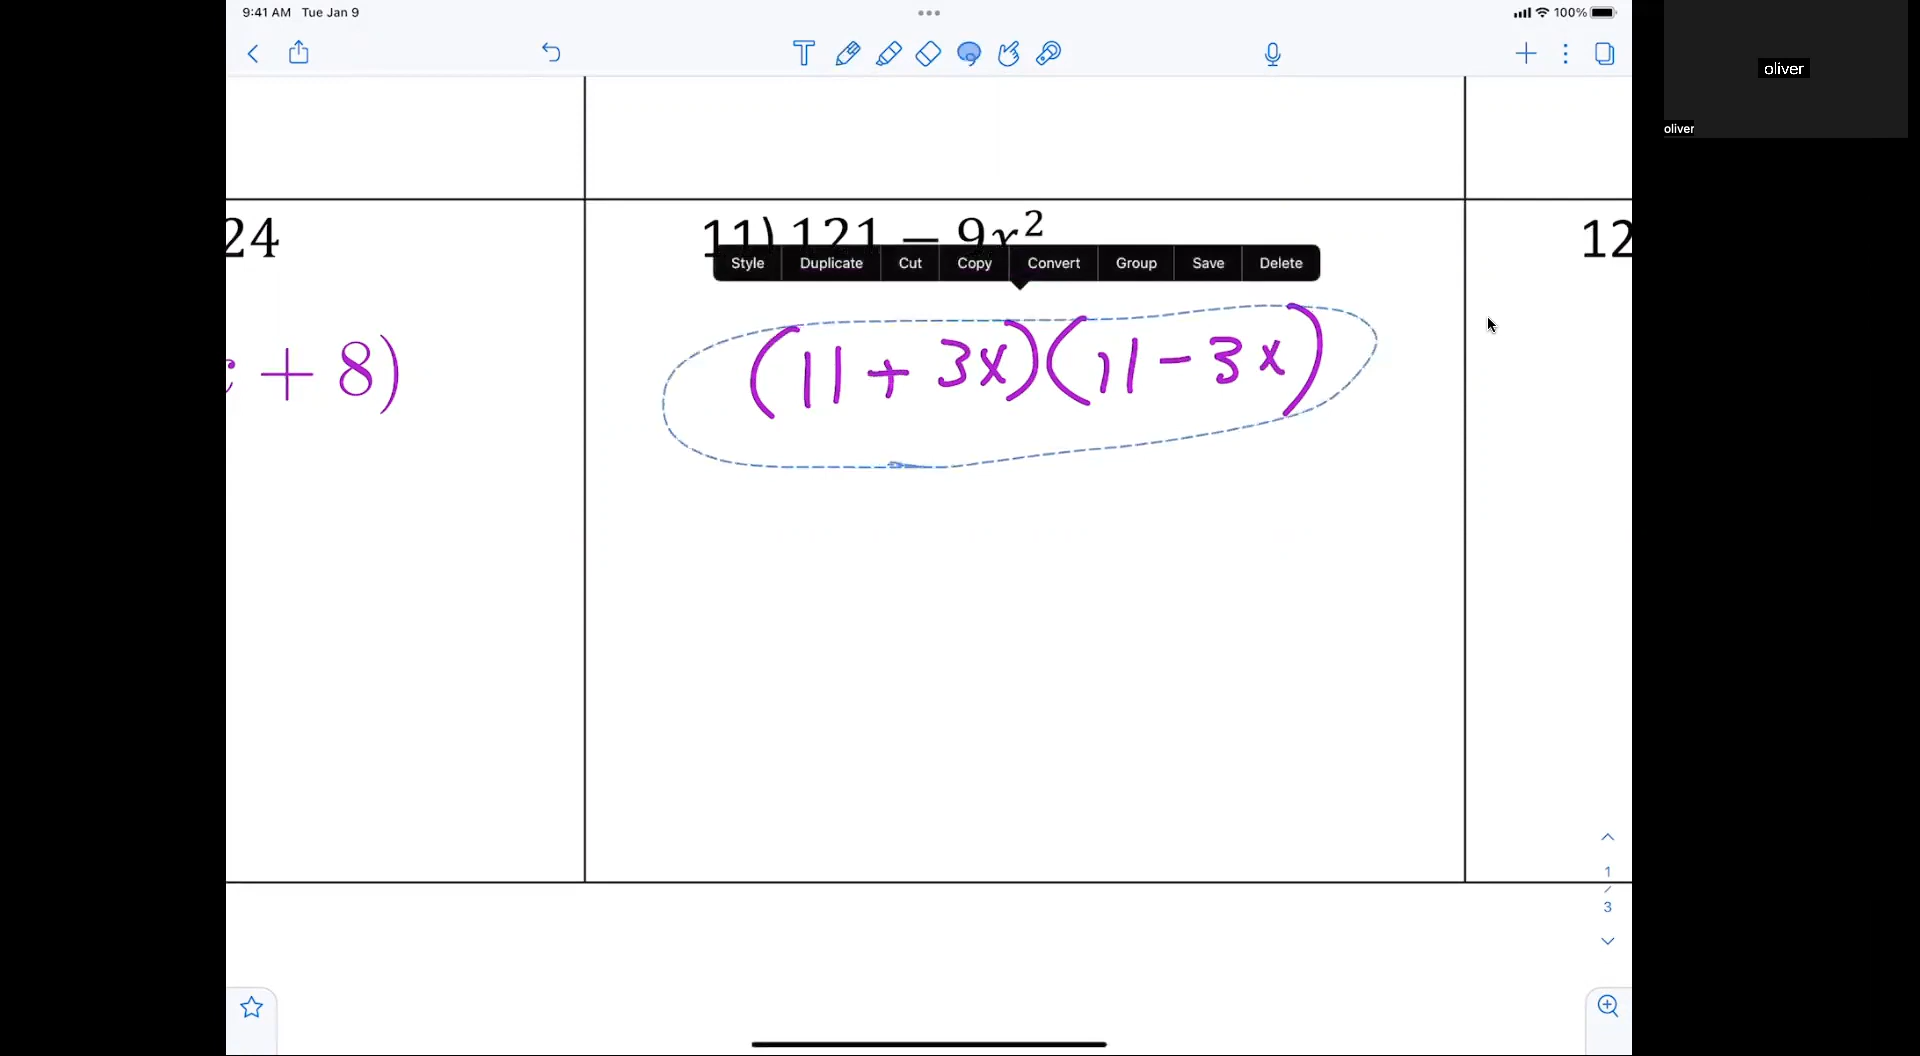 9:41 AM Tue Jan 9
100%
oliver
oliver
24
11) 121 − 9x²
12
Style Duplicate Cut Copy Convert Group Save Delete
+ 8)
(11 + 3x)(11 − 3x)
1
/
3